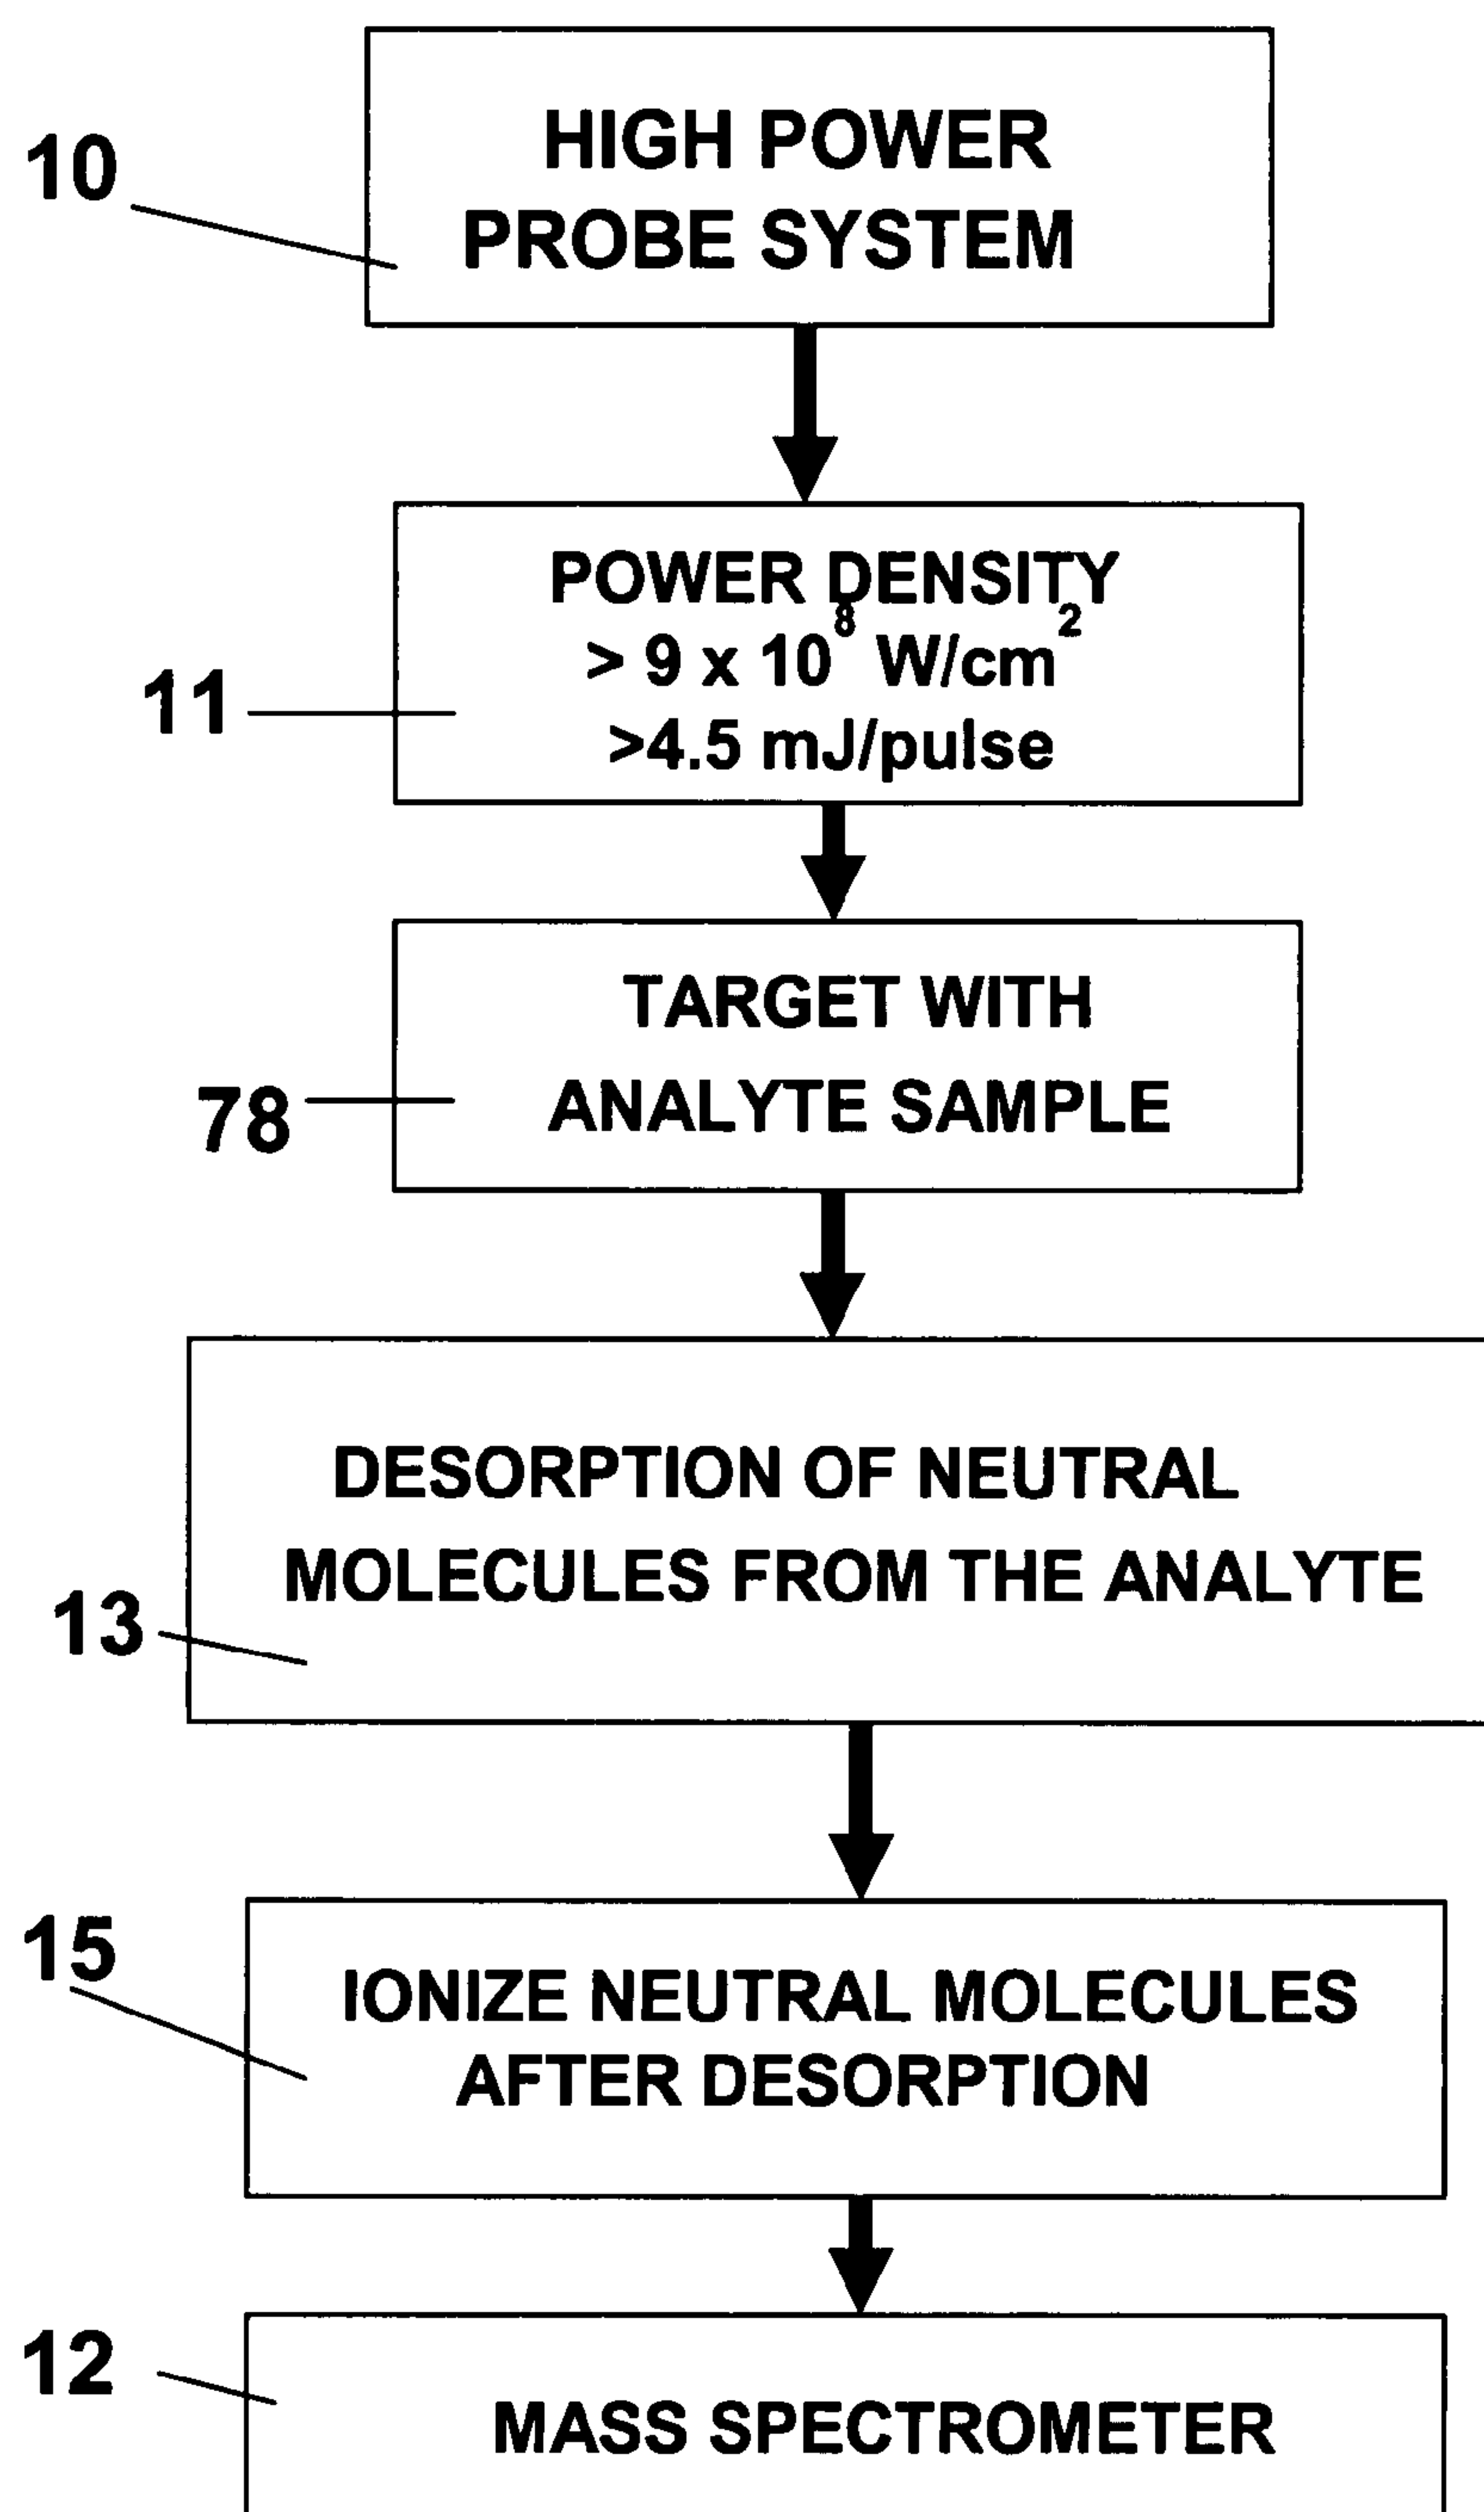 10
HIGH POWER
PROBE SYSTEM
11
POWER DENSITY
> 9 x 10⁸ W/cm²
>4.5 mJ/pulse
78
TARGET WITH
ANALYTE SAMPLE
13
DESORPTION OF NEUTRAL
MOLECULES FROM THE ANALYTE
15
IONIZE NEUTRAL MOLECULES
AFTER DESORPTION
12
MASS SPECTROMETER